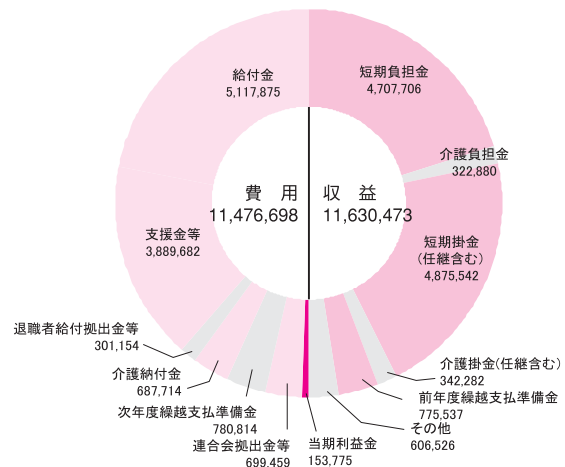 給付金
5,117,875
短期負担金
4,707,706
介護負担金
322,880
費 用
11,476,698
収 益
11,630,473
支援金等
3,889,682
短期掛金
(任継含む)
4,875,542
退職者給付拠出金等
301,154
介護納付金
687,714
次年度繰越支払準備金
780,814
連合会拠出金等
699,459
当期利益金
153,775
その他
606,526
前年度繰越支払準備金
775,537
介護掛金(任継含む)
342,282